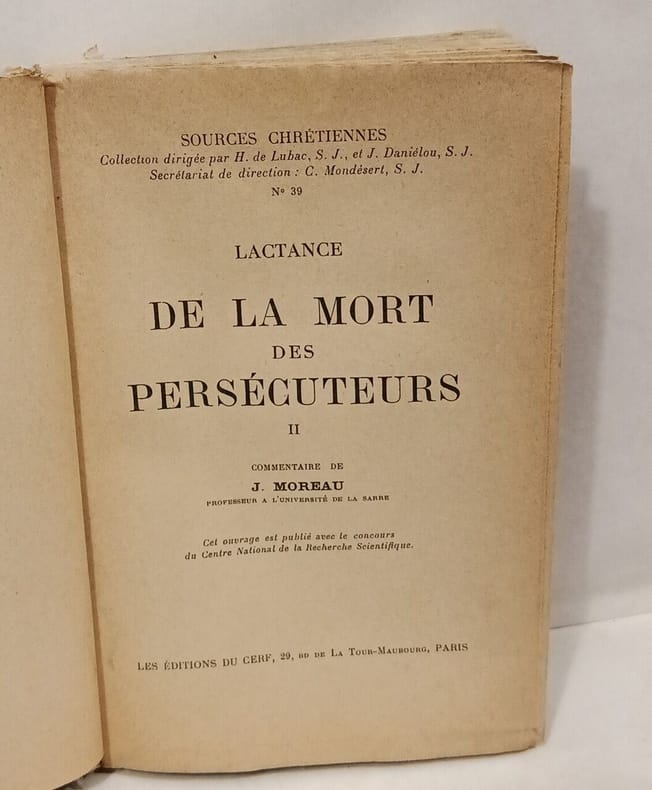 SOURCES CHRÉTIENNES
Collection dirigée par H. de Lubac, S. J., et J. Daniélou, S. J.
Secrétariat de direction : C. Mondésert, S. J.
Nº 39
LACTANCE
DE LA MORT
DES
PERSÉCUTEURS
II
COMMENTAIRE DE
J. MOREAU
PROFESSEUR A L'UNIVERSITÉ DE LA SARRE
Cet ouvrage est publié avec le concours
du Centre National de la Recherche Scientifique.
LES ÉDITIONS DU CERF, 29, BD DE LA TOUR-MAUBOURG, PARIS